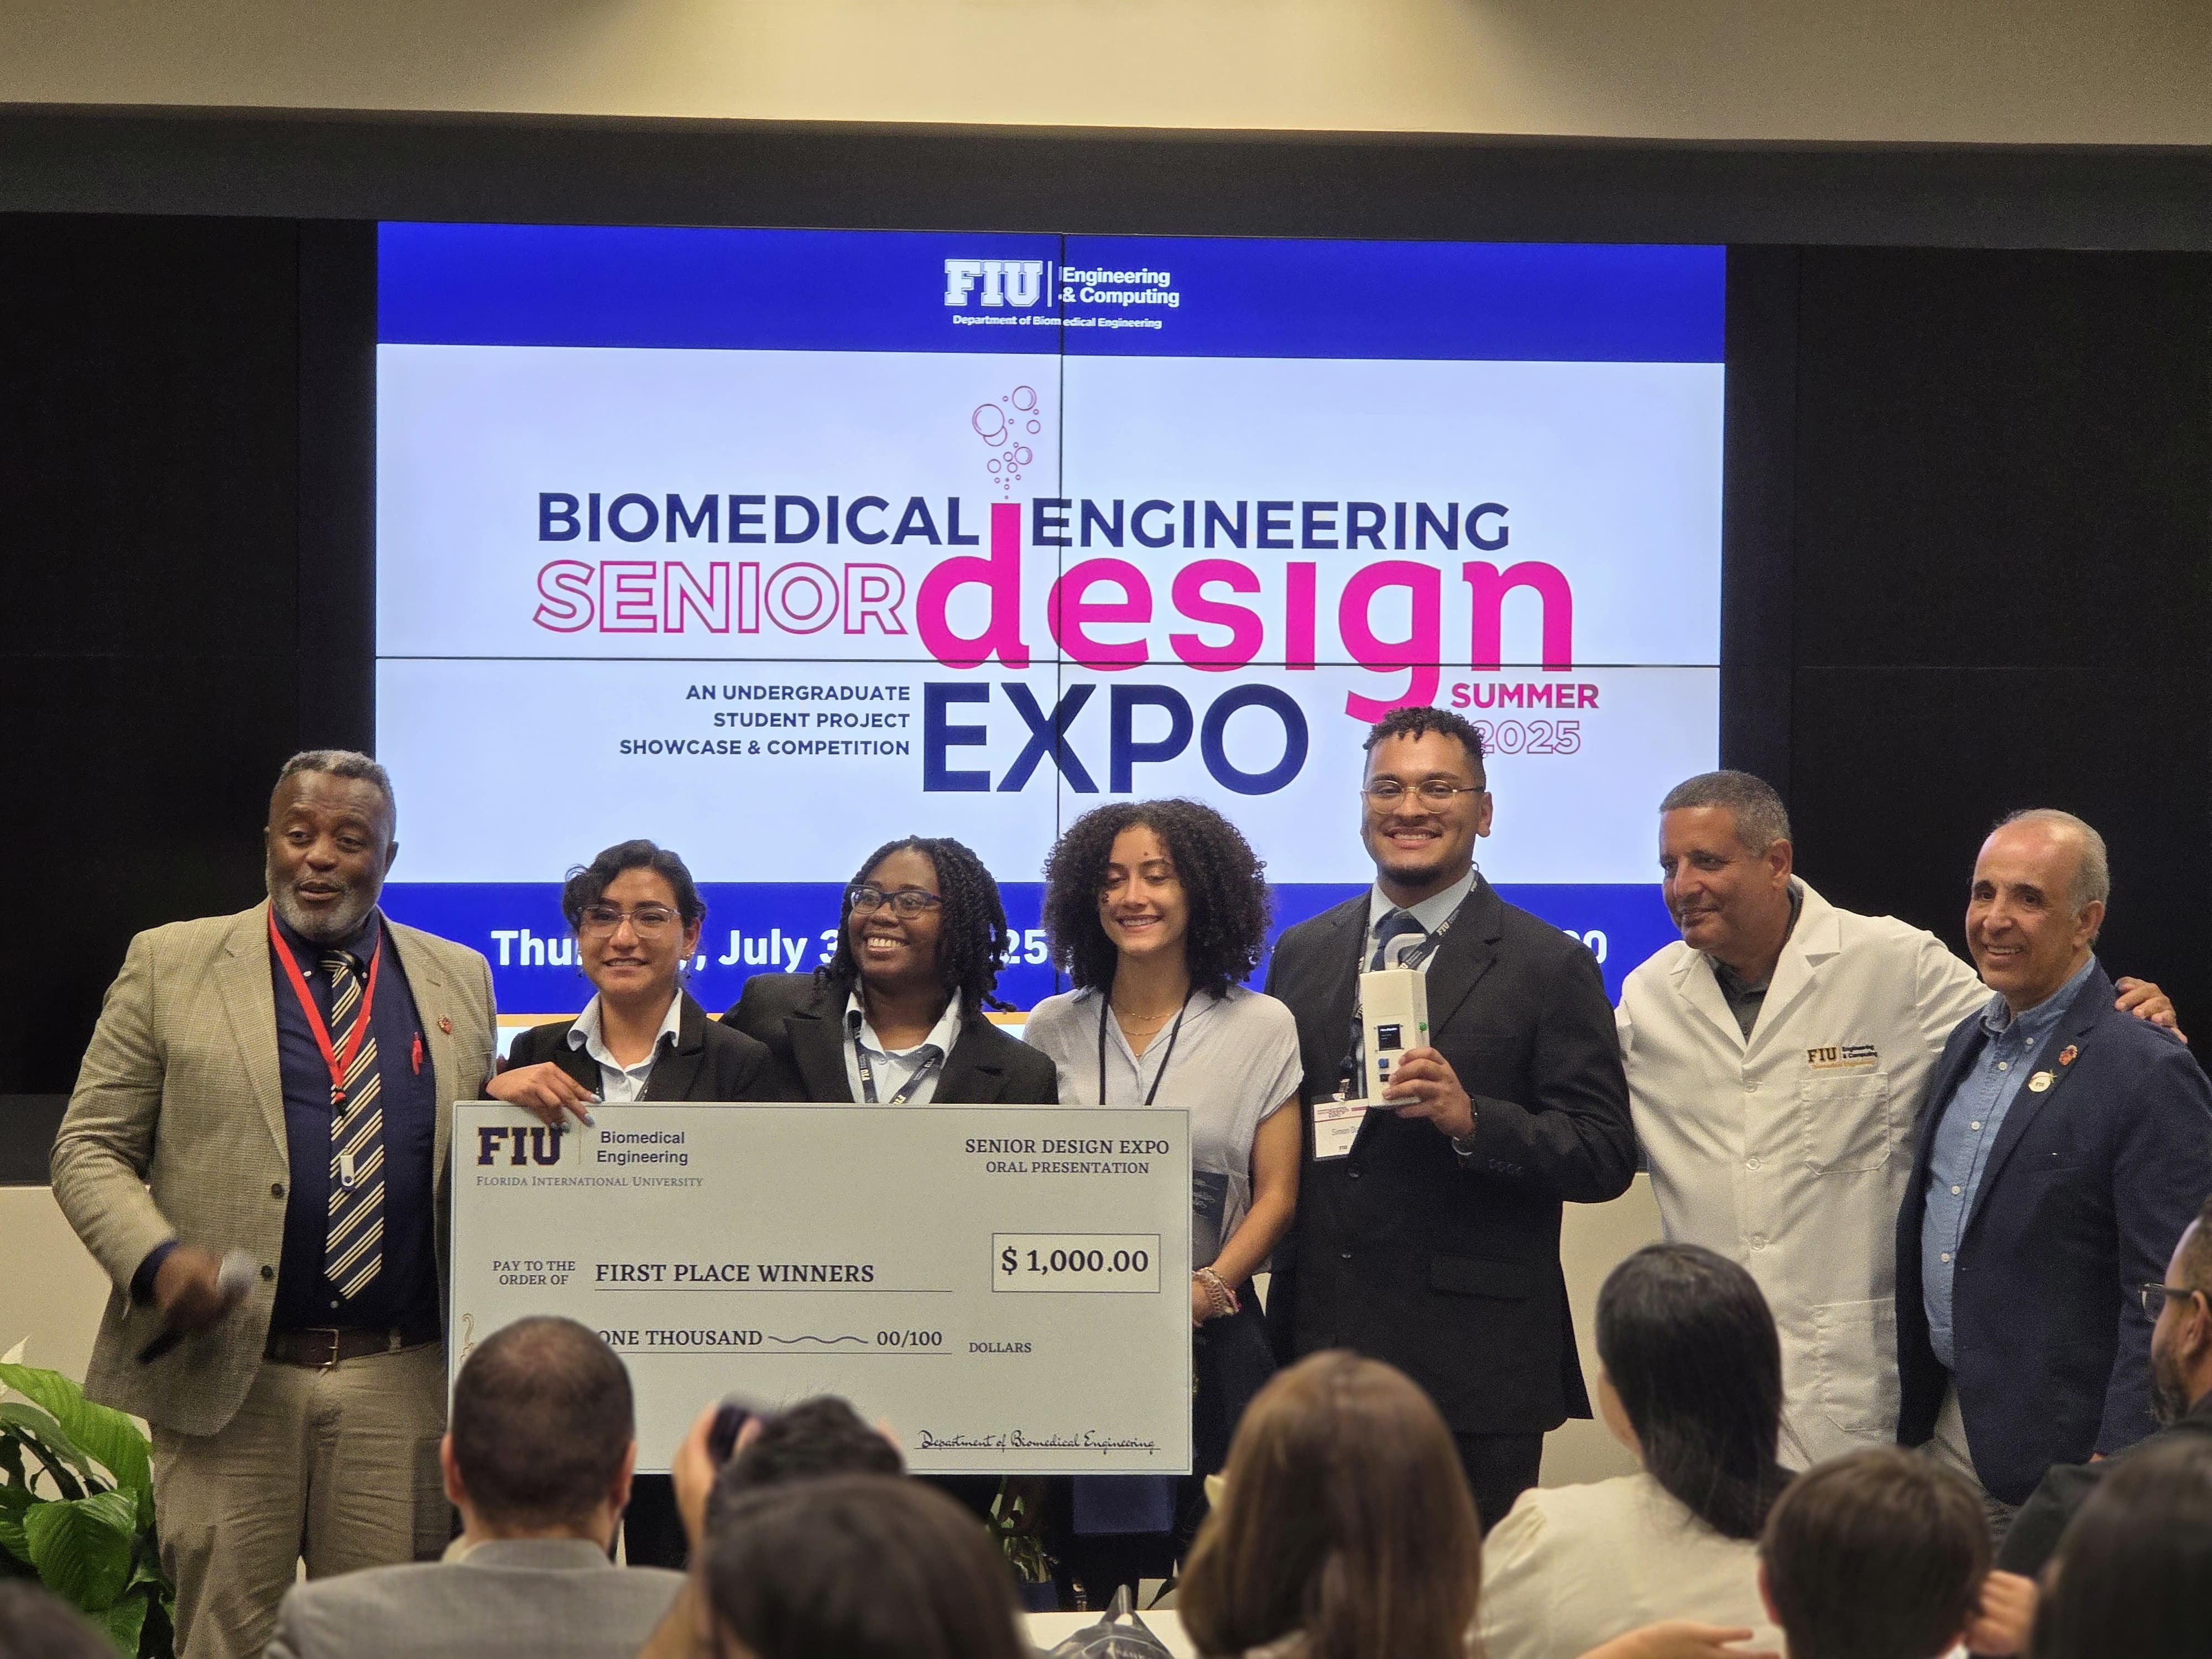 FIU Engineering
& Computing
Department of Biomedical Engineering
BIOMEDICAL ENGINEERING
SENIOR design
AN UNDERGRADUATE
STUDENT PROJECT
SHOWCASE & COMPETITION
EXPO
SUMMER
2025
July
FIU Engineering
& Computing
FIU Biomedical
Engineering
FLORIDA INTERNATIONAL UNIVERSITY
SENIOR DESIGN EXPO
ORAL PRESENTATION
PAY TO THE
ORDER OF
FIRST PLACE WINNERS
$ 1,000.00
ONE THOUSAND 00/100
DOLLARS
Department of Biomedical Engineering